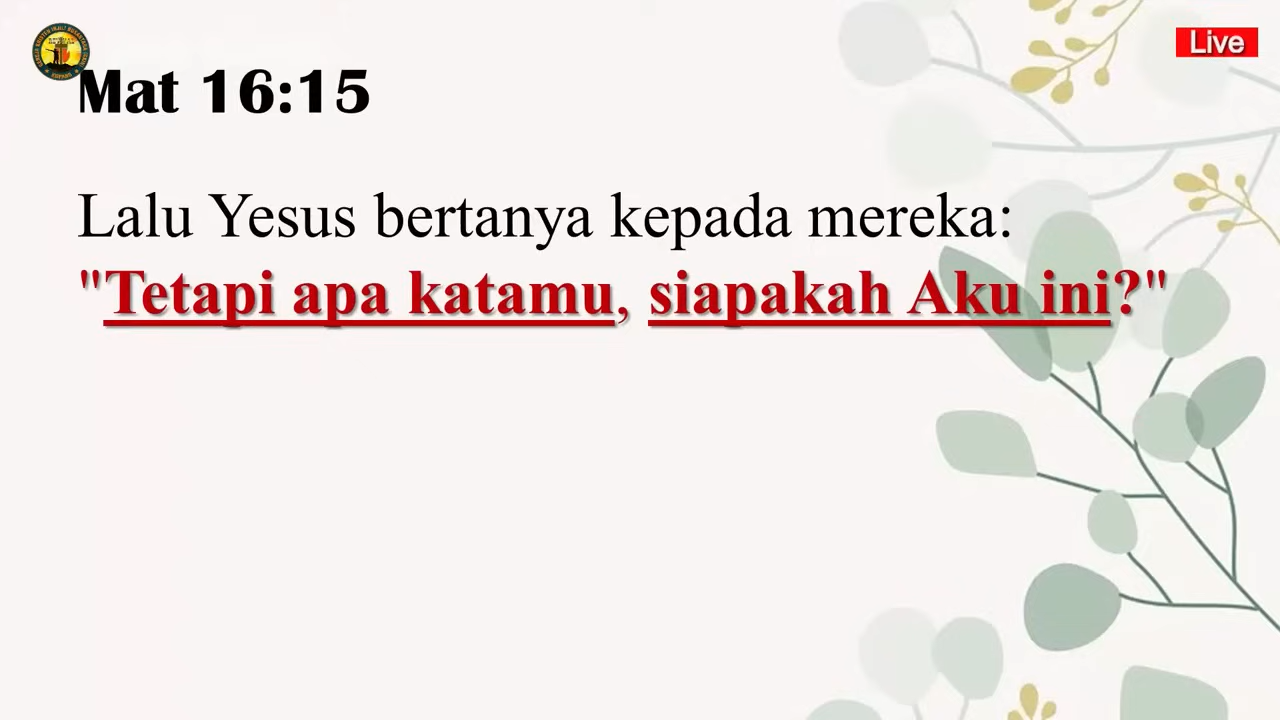 Live
Mat 16:15
Lalu Yesus bertanya kepada mereka:
"Tetapi apa katamu, siapakah Aku ini?"